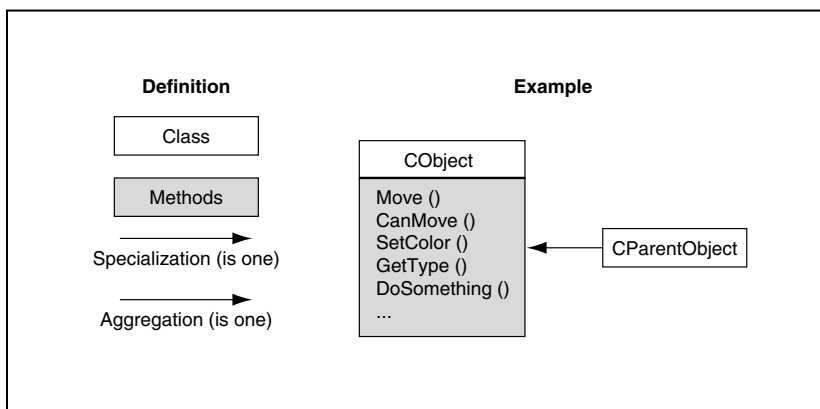 Definition
Class
Methods
Specialization (is one)
Aggregation (is one)
Example
CObject
Move ()
CanMove ()
SetColor ()
GetType ()
DoSomething ()
...
CParentObject